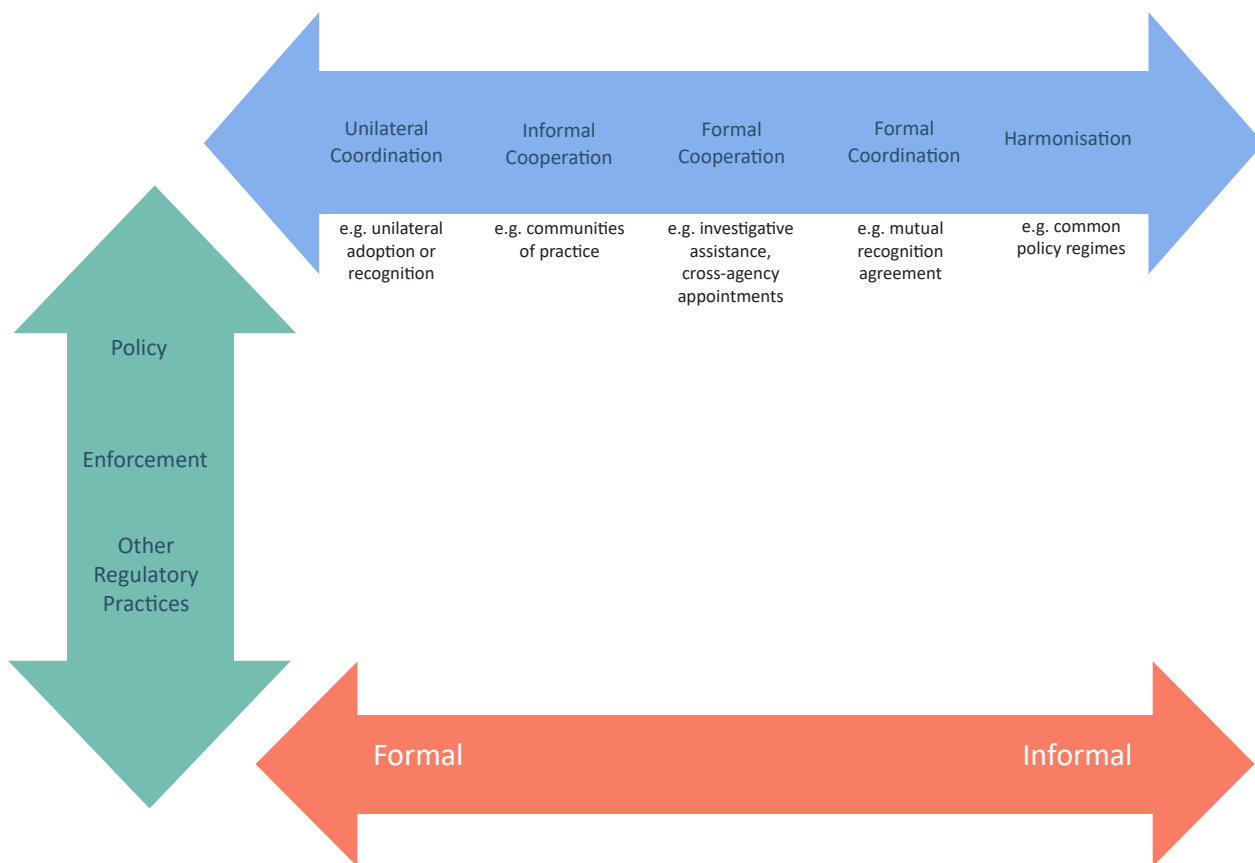 Unilateral
Coordination
Informal
Cooperation
Formal
Cooperation
Formal
Coordination
Harmonisation
e.g. unilateral
adoption or
recognition
e.g. communities
of practice
e.g. investigative
assistance,
cross-agency
appointments
e.g. mutual
recognition
agreement
e.g. common
policy regimes
Policy
Enforcement
Other
Regulatory
Practices
Formal
Informal